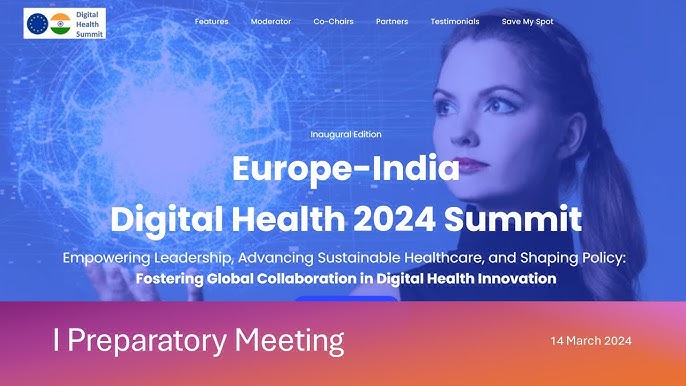 Digital
Health
Summit
Features Moderator Co-Chairs Partners Testimonials Save My Spot
Inaugural Edition
Europe-India
Digital Health 2024 Summit
Empowering Leadership, Advancing Sustainable Healthcare, and Shaping Policy:
Fostering Global Collaboration in Digital Health Innovation
I Preparatory Meeting
14 March 2024